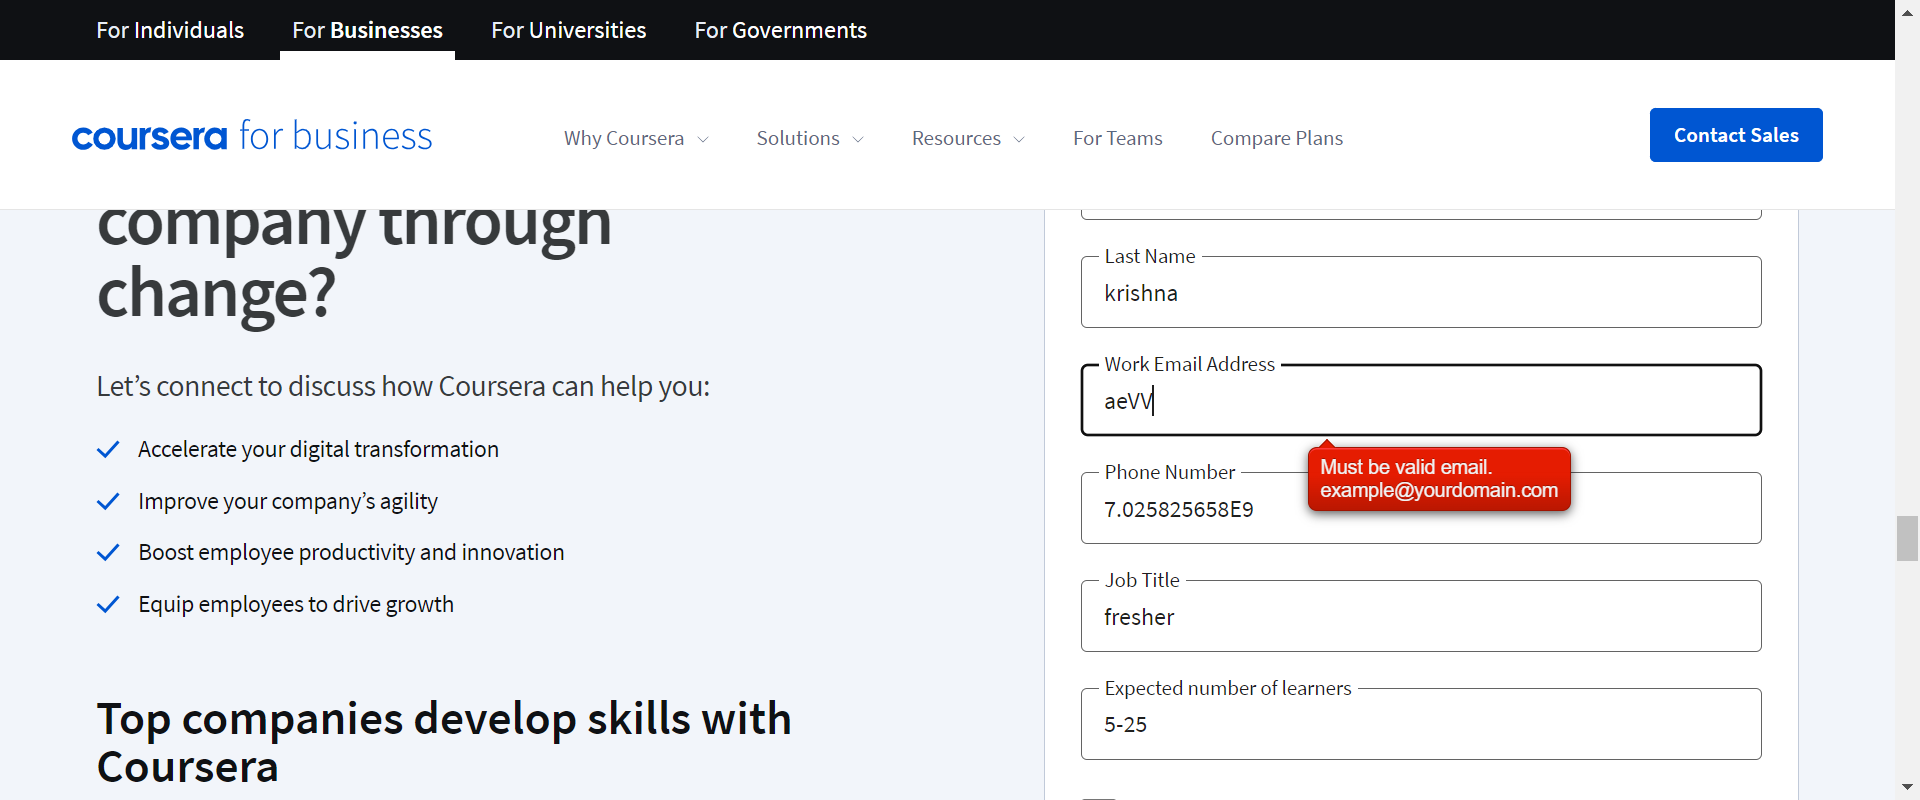 For Individuals
For Businesses
For Universities
For Governments
coursera for business
Why Coursera
Solutions
Resources
For Teams
Compare Plans
Contact Sales
company through
change?
Let’s connect to discuss how Coursera can help you:
Accelerate your digital transformation
Improve your company’s agility
Boost employee productivity and innovation
Equip employees to drive growth
Top companies develop skills with
Coursera
Last Name
krishna
Work Email Address
aeVV
Must be valid email.
example@yourdomain.com
Phone Number
7.025825658E9
Job Title
fresher
Expected number of learners
5-25